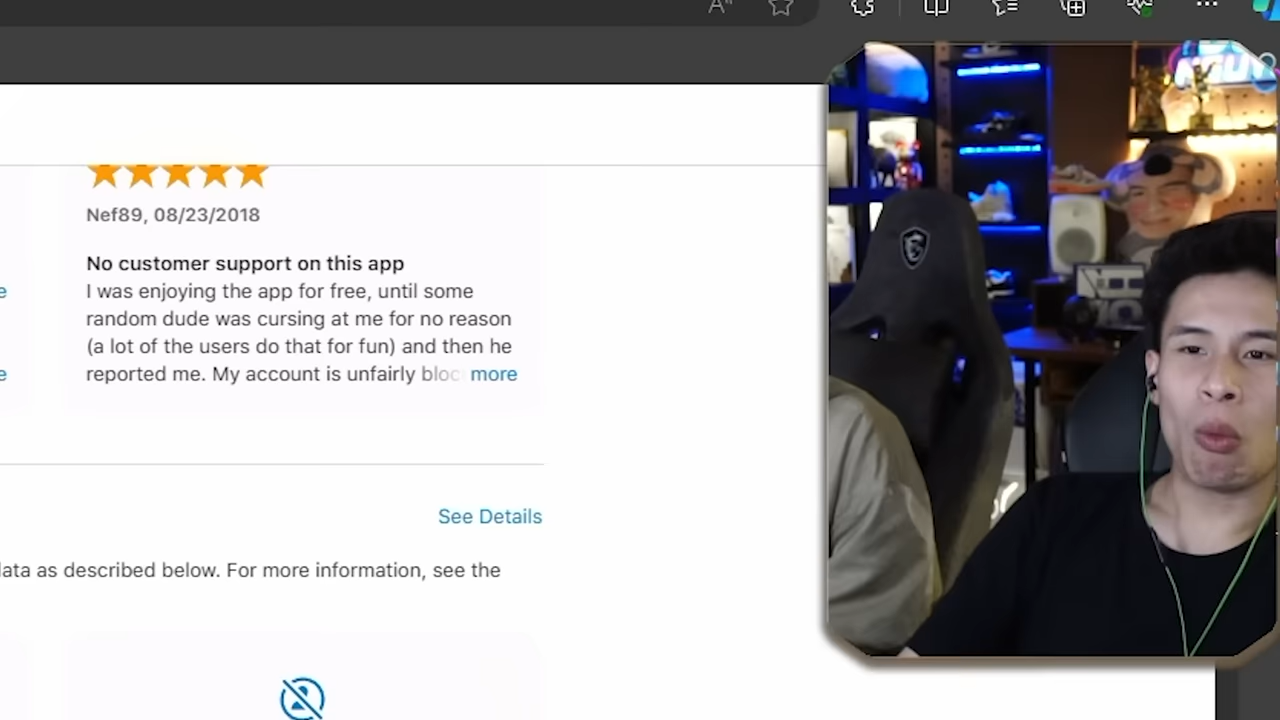 Nef89, 08/23/2018
No customer support on this app
I was enjoying the app for free, until some
random dude was cursing at me for no reason
(a lot of the users do that for fun) and then he
reported me. My account is unfairly bloc more
See Details
data as described below. For more information, see the